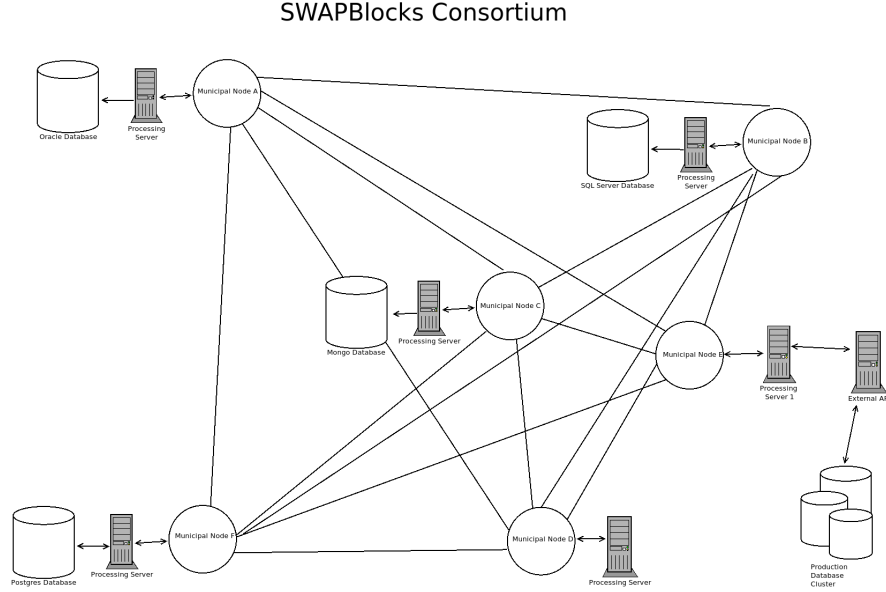 SWAPBlocks Consortium
Municipal Node A
Oracle Database
Processing
Server
Municipal Node B
SQL Server Database
Processing
Server
Municipal Node C
Mongo Database
Processing Server
Municipal Node E
Processing
Server 1
External AP
Municipal Node F
Postgres Database
Processing Server
Municipal Node D
Processing Server
Production
Database
Cluster